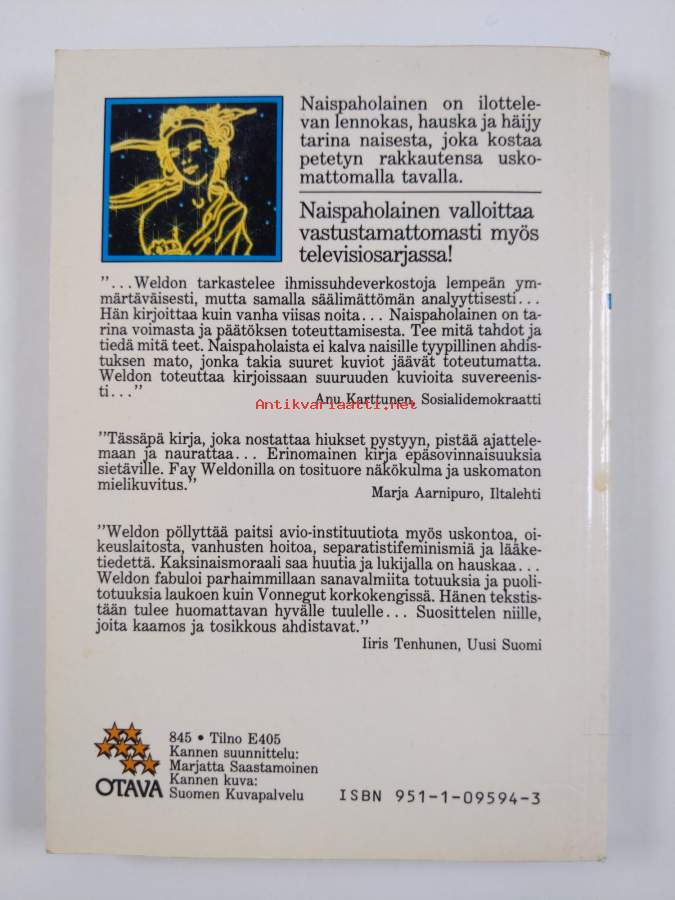 Naispaholainen on ilottele-
van lennokas, hauska ja häijy
tarina naisesta, joka kostaa
petetyn rakkautensa usko-
mattomalla tavalla.
Naispaholainen valloittaa
vastustamattomasti myös
televisiosarjassa!
"...Weldon tarkastelee ihmissuhdeverkostoja lempeän ym-
märtäväisesti, mutta samalla säälimättömän analyyttisesti...
Hän kirjoittaa kuin vanha viisas noita... Naispaholainen on ta-
rina voimasta ja päätöksen toteuttamisesta. Tee mitä tahdot ja
tiedä mitä teet. Naispaholaista ei kalva naisille tyypillinen ahdis-
tuksen mato, jonka takia suuret kuviot jäävät toteutumatta.
Weldon toteuttaa kirjoissaan suuruuden kuvioita suvereenis-
ti..."
Anu Karttunen, Sosialidemokraatti
Antikvariaatti.net
"Tässäpä kirja, joka nostattaa hiukset pystyyn, pistää ajattele-
maan ja naurattaa... Erinomainen kirja epäsovinnaisuuksia
sietäville. Fay Weldonilla on tosituore näkökulma ja uskomaton
mielikuvitus."
Marja Aarnipuro, Iltalehti
"Weldon pöllyttää paitsi avio-instituutiota myös uskontoa, oi-
keuslaitosta, vanhusten hoitoa, separatistifeminismiä ja lääke-
tiedettä. Kaksinaismoraali saa huutia ja lukijalla on hauskaa...
Weldon fabuloi parhaimmillaan sanavalmiita totuuksia ja puoli-
totuuksia laukoen kuin Vonnegut korkokengissä. Hänen tekstis-
tään tulee huomattavan hyvälle tuulelle... Suosittelen niille,
joita kaamos ja tosikkous ahdistavat."
Iiris Tenhunen, Uusi Suomi
OTAVA
845 • Tilno E405
Kannen suunnittelu:
Marjatta Saastamoinen
Kannen kuva:
Suomen Kuvapalvelu
ISBN 951-1-09594-3